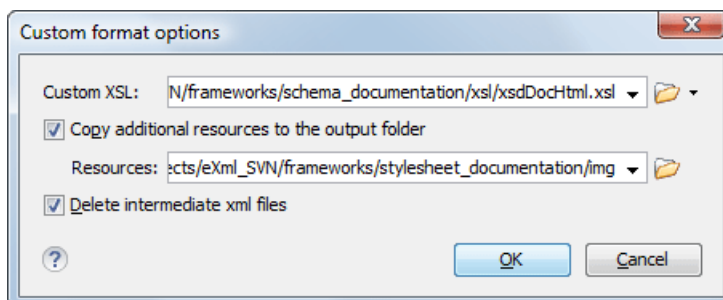 Custom format options
Custom XSL: N/frameworks/schema_documentation/xsl/xsdDocHtml.xsl
Copy additional resources to the output folder
Resources: ects/eXml_SVN/frameworks/stylesheet_documentation/img
Delete intermediate xml files
? OK Cancel